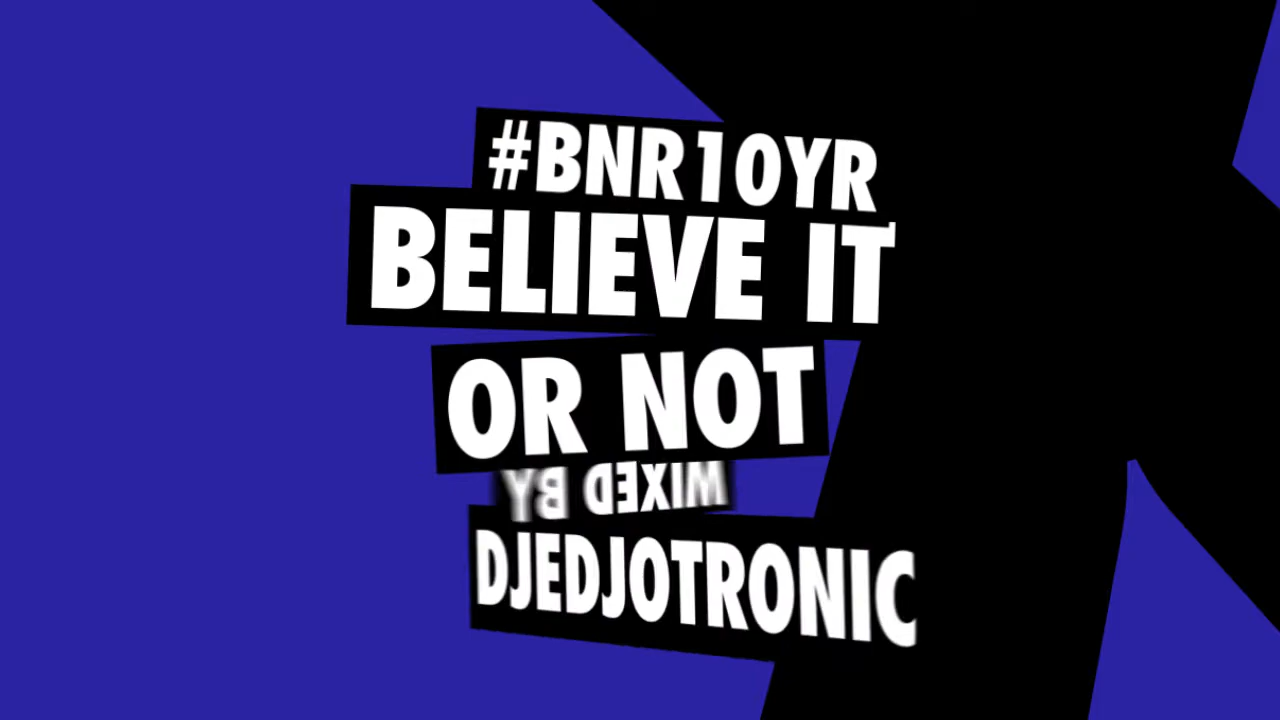 #BNR10YR
BELIEVE IT
OR NOT
MIXED BY
DJEDJOTRONIC